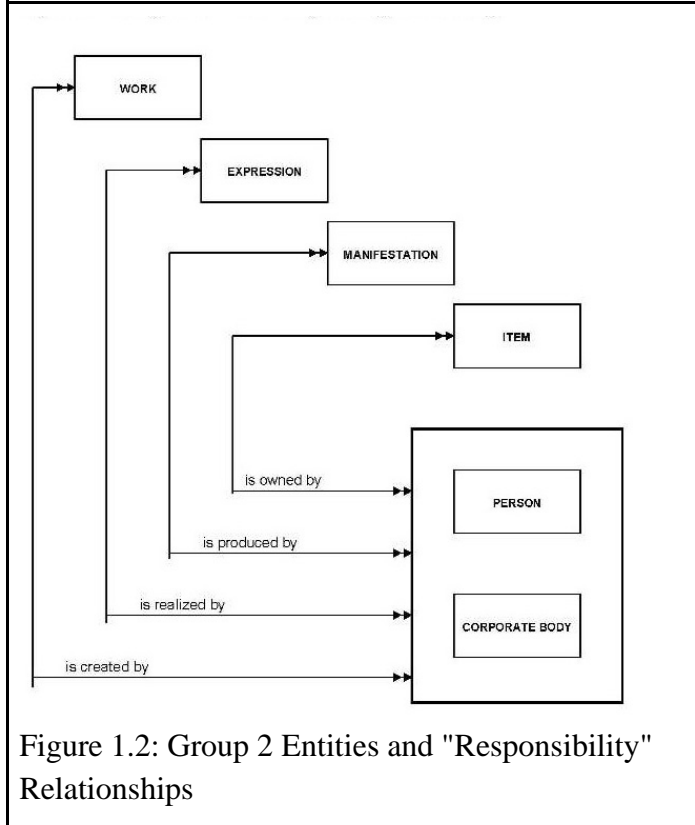 WORK
EXPRESSION
MANIFESTATION
ITEM
is owned by
PERSON
is produced by
is realized by
CORPORATE BODY
is created by
Figure 1.2: Group 2 Entities and "Responsibility"
Relationships